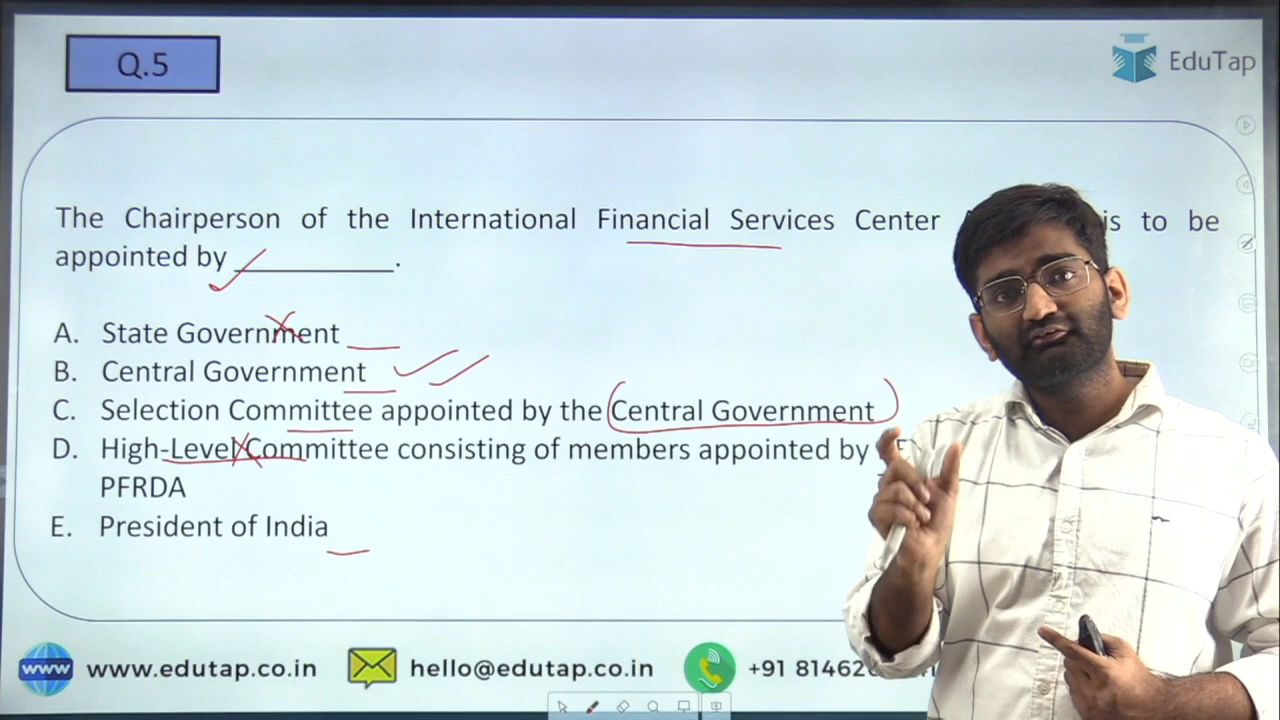 Q.5
EduTap
The Chairperson of the International Financial Services Center is to be
appointed by ____________.
A. State Government
B. Central Government
C. Selection Committee appointed by the Central Government
D. High-Level Committee consisting of members appointed by
PFRDA
E. President of India
www.edutap.co.in hello@edutap.co.in +91 81462